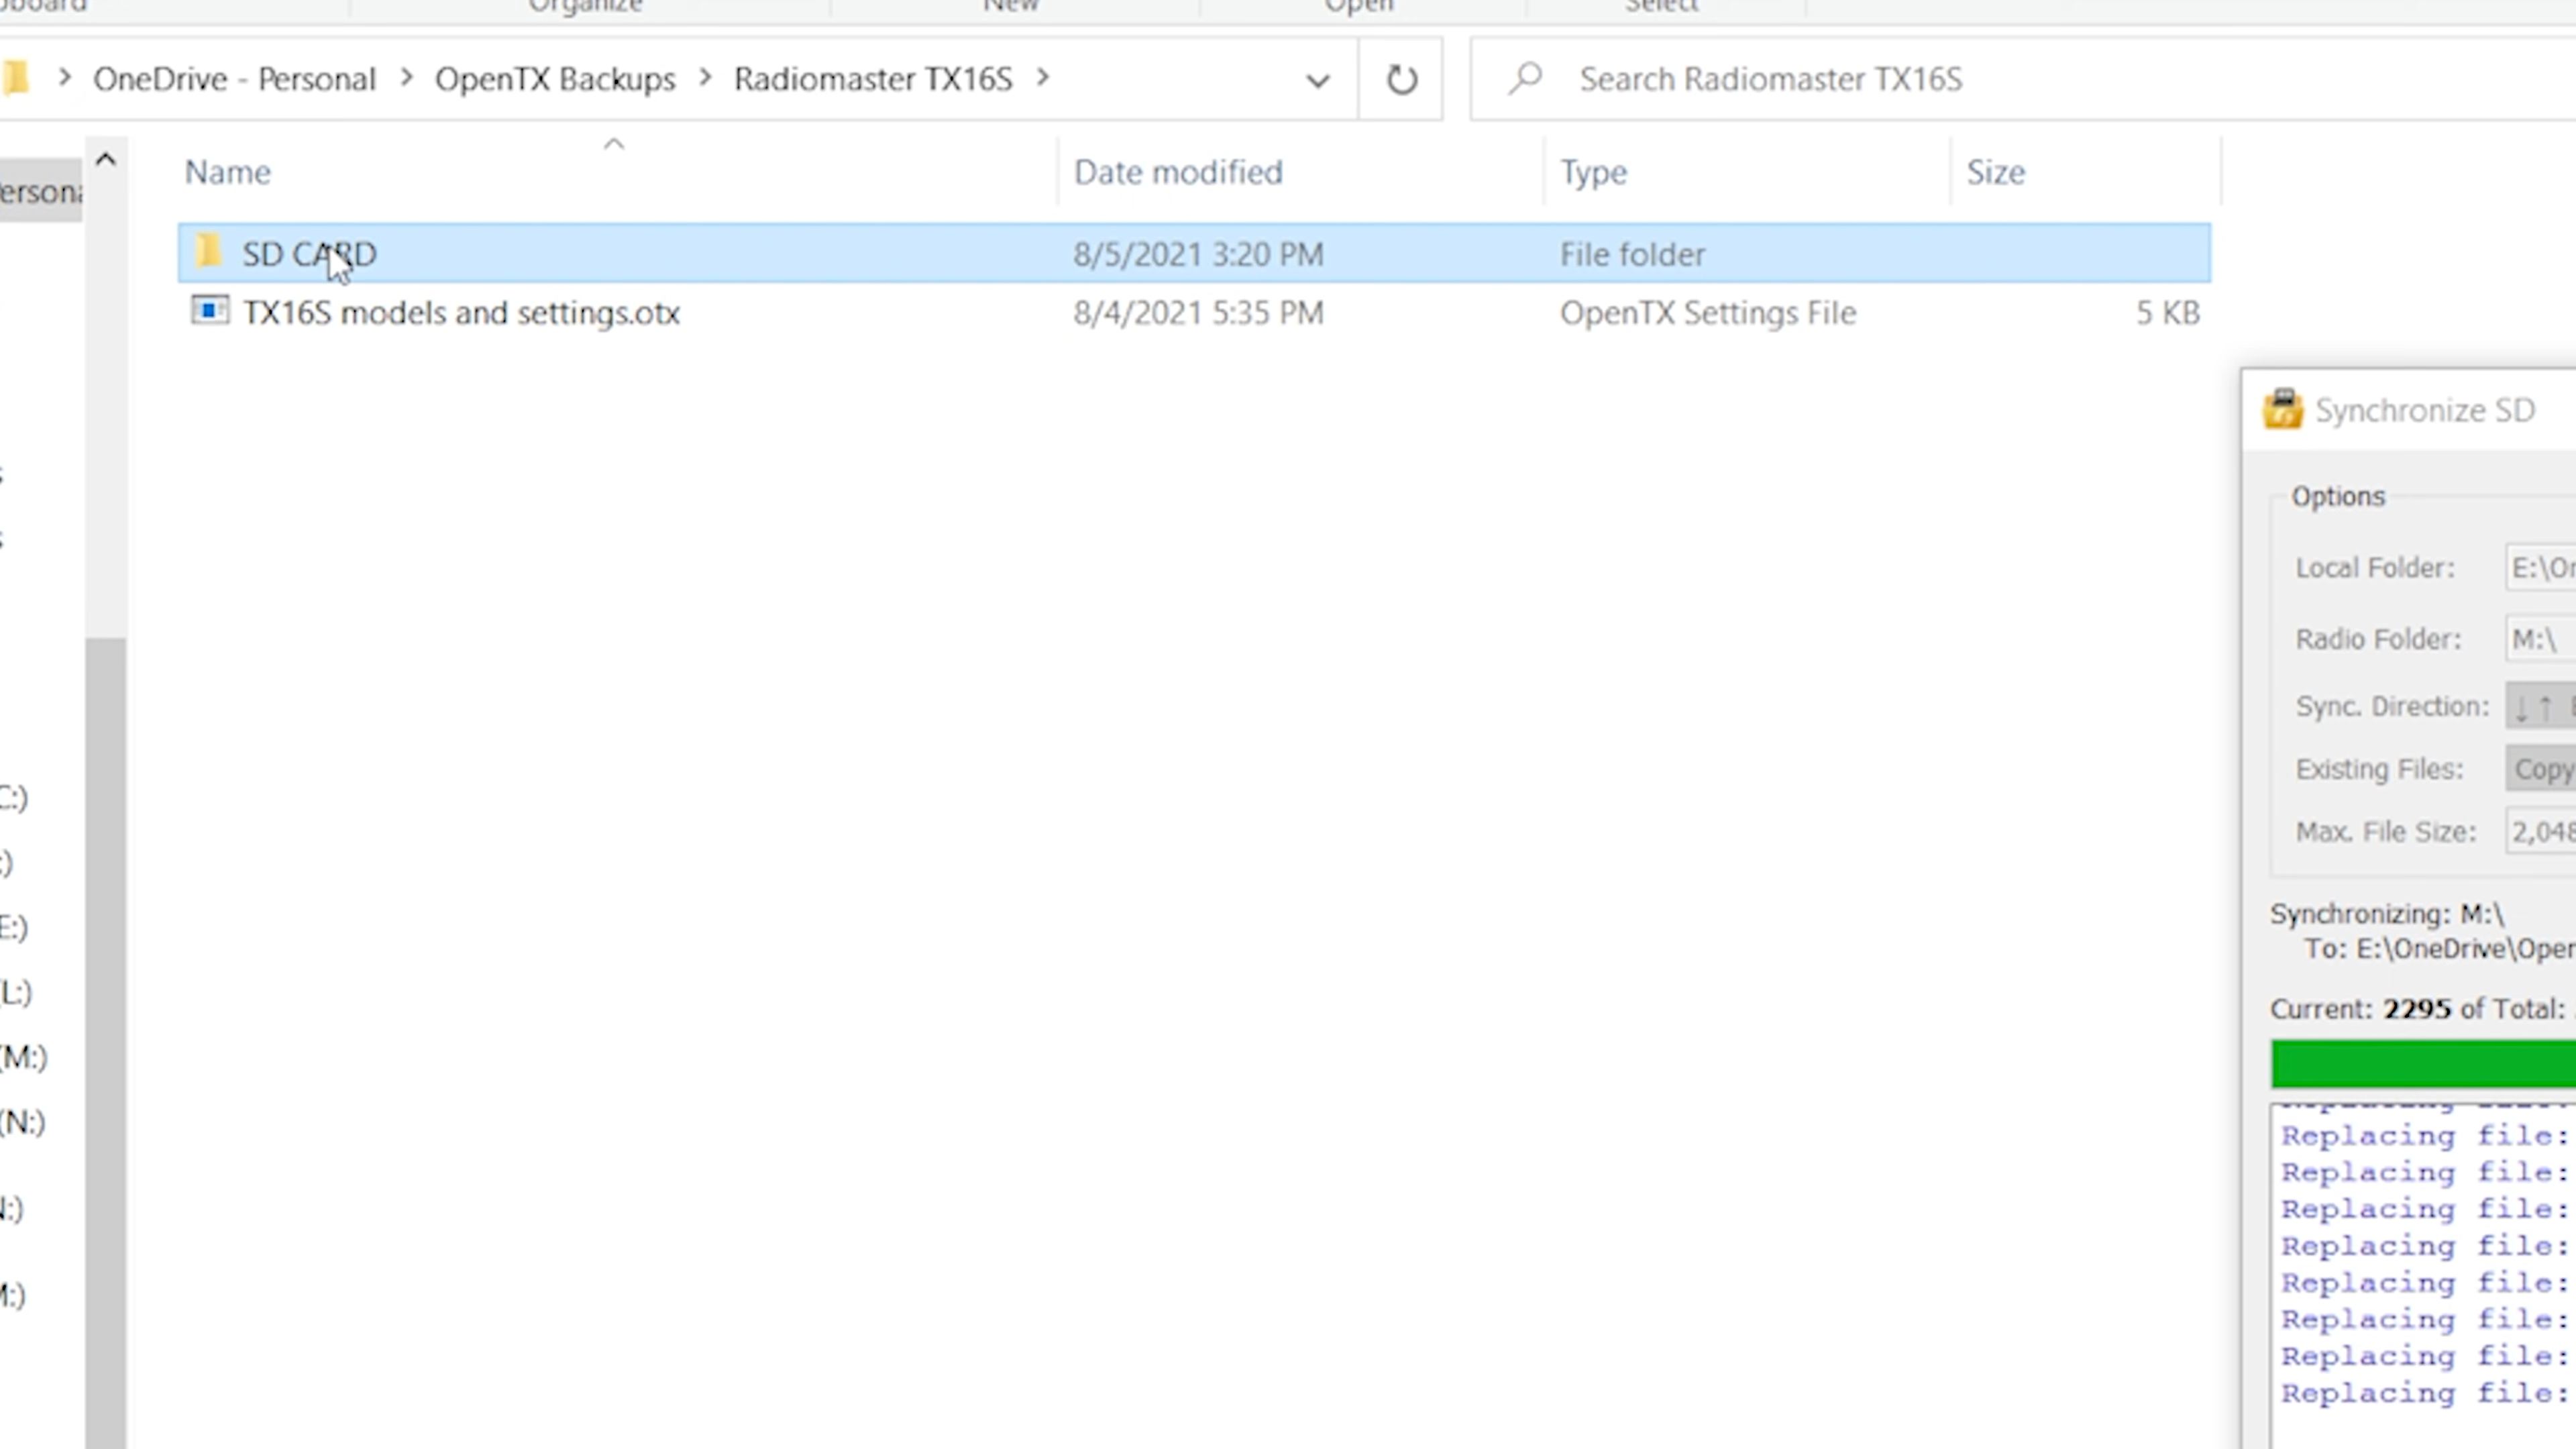 Organize New Open Select
OneDrive - Personal > OpenTX Backups > Radiomaster TX16S >
Search Radiomaster TX16S
Name Date modified Type Size
SD CARD 8/5/2021 3:20 PM File folder
TX16S models and settings.otx 8/4/2021 5:35 PM OpenTX Settings File 5 KB
C:)
:)
E:)
(L:)
(M:)
(N:)
N:)
M:)
Synchronize SD
Options
Local Folder: E:\On
Radio Folder: M:\
Sync. Direction: ↓↑
Existing Files: Copy
Max. File Size: 2,048
Synchronizing: M:\
To: E:\OneDrive\Open
Current: 2295 of Total:
Replacing file:
Replacing file:
Replacing file:
Replacing file:
Replacing file:
Replacing file:
Replacing file:
Replacing file: